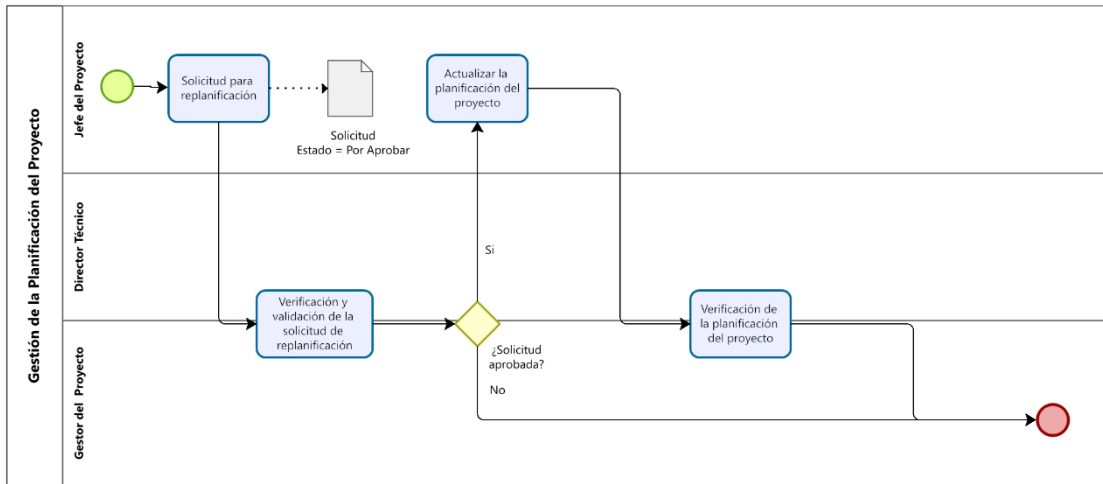 Gestión de la Planificación del Proyecto
Jefe del Proyecto
Solicitud para
replanificación
Solicitud
Estado = Por Aprobar
Actualizar la
planificación del
proyecto
Director Técnico
Si
Verificación y
validación de la
solicitud de
replanificación
¿Solicitud
aprobada?
No
Verificación de
la planificación
del proyecto
Gestor del Proyecto